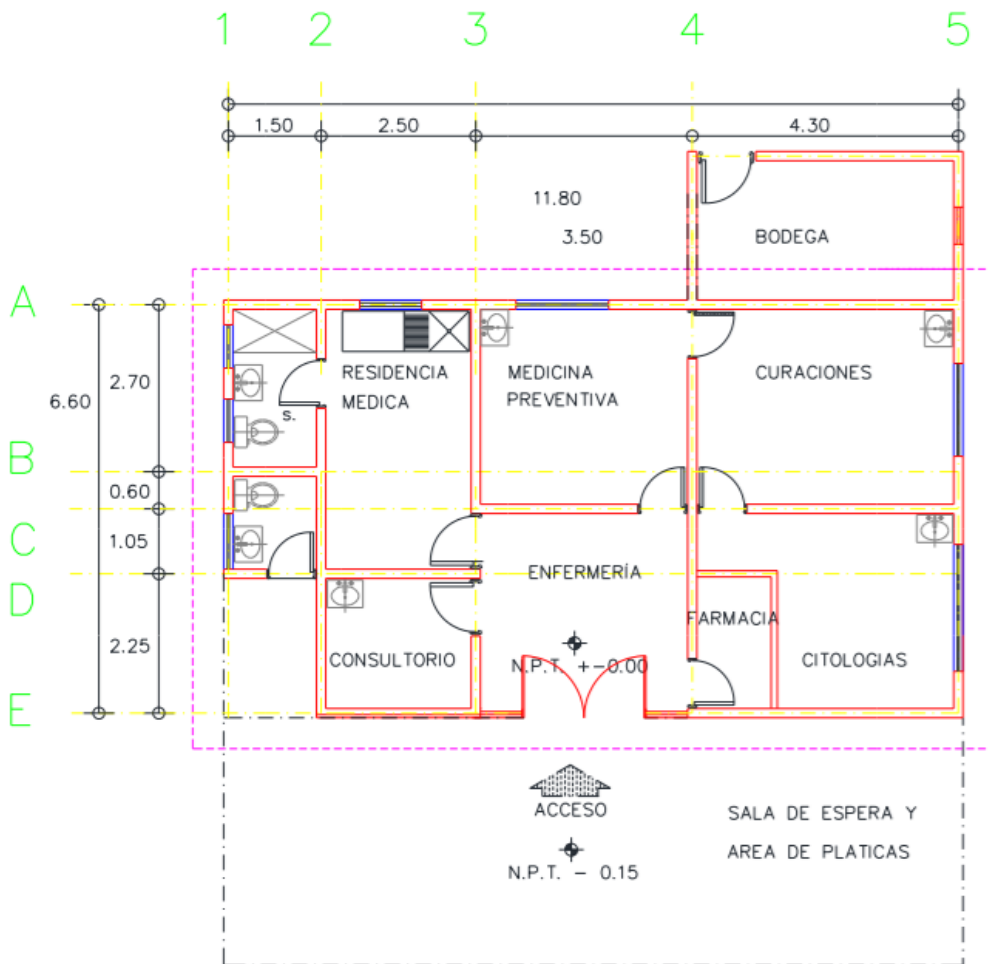 1 2 3 4 5
1.50 2.50 4.30
11.80
3.50
BODEGA
A
2.70
6.60
RESIDENCIA
MEDICA
MEDICINA
PREVENTIVA
CURACIONES
S.
B
0.60
C
1.05
ENFERMERÍA
D
FARMACIA
2.25
CONSULTORIO
N.P.T. +-0.00
CITOLOGIAS
E
ACCESO
SALA DE ESPERA Y
AREA DE PLATICAS
N.P.T. - 0.15